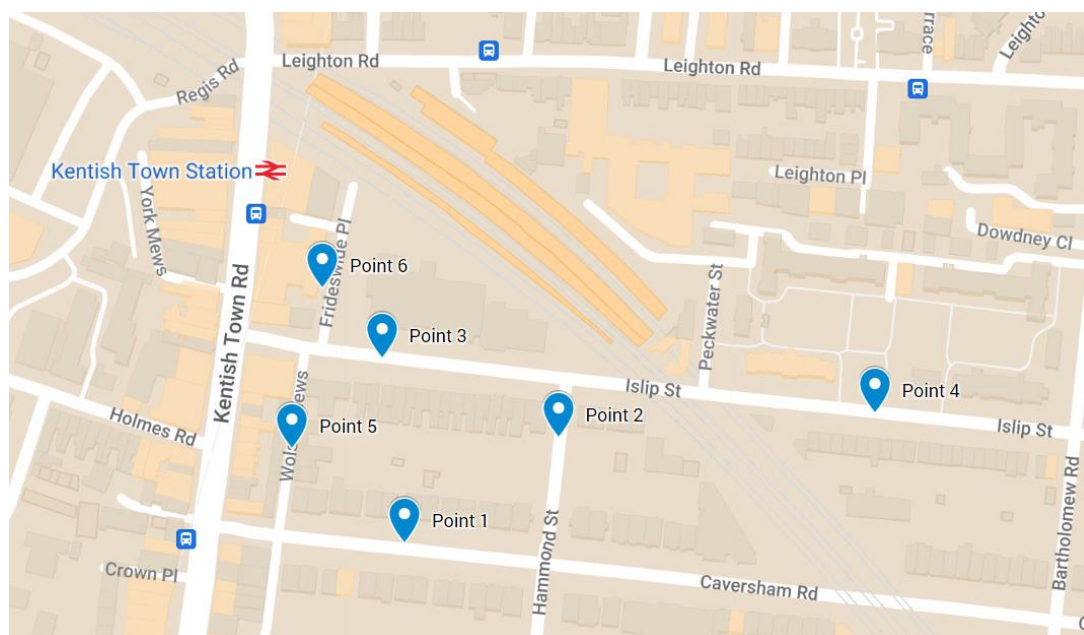 Leighton Rd
Leighton Rd
Regis Rd
Kentish Town Station
York Mews
Leighton Pl
Dowdney Cl
Frideswide Pl
Point 6
Peckwater St
Kentish Town Rd
Point 3
Islip St
Point 4
Islip St
Holmes Rd
Point 5
Point 2
Bartholomew Rd
Point 1
Hammond St
Crown Pl
Caversham Rd